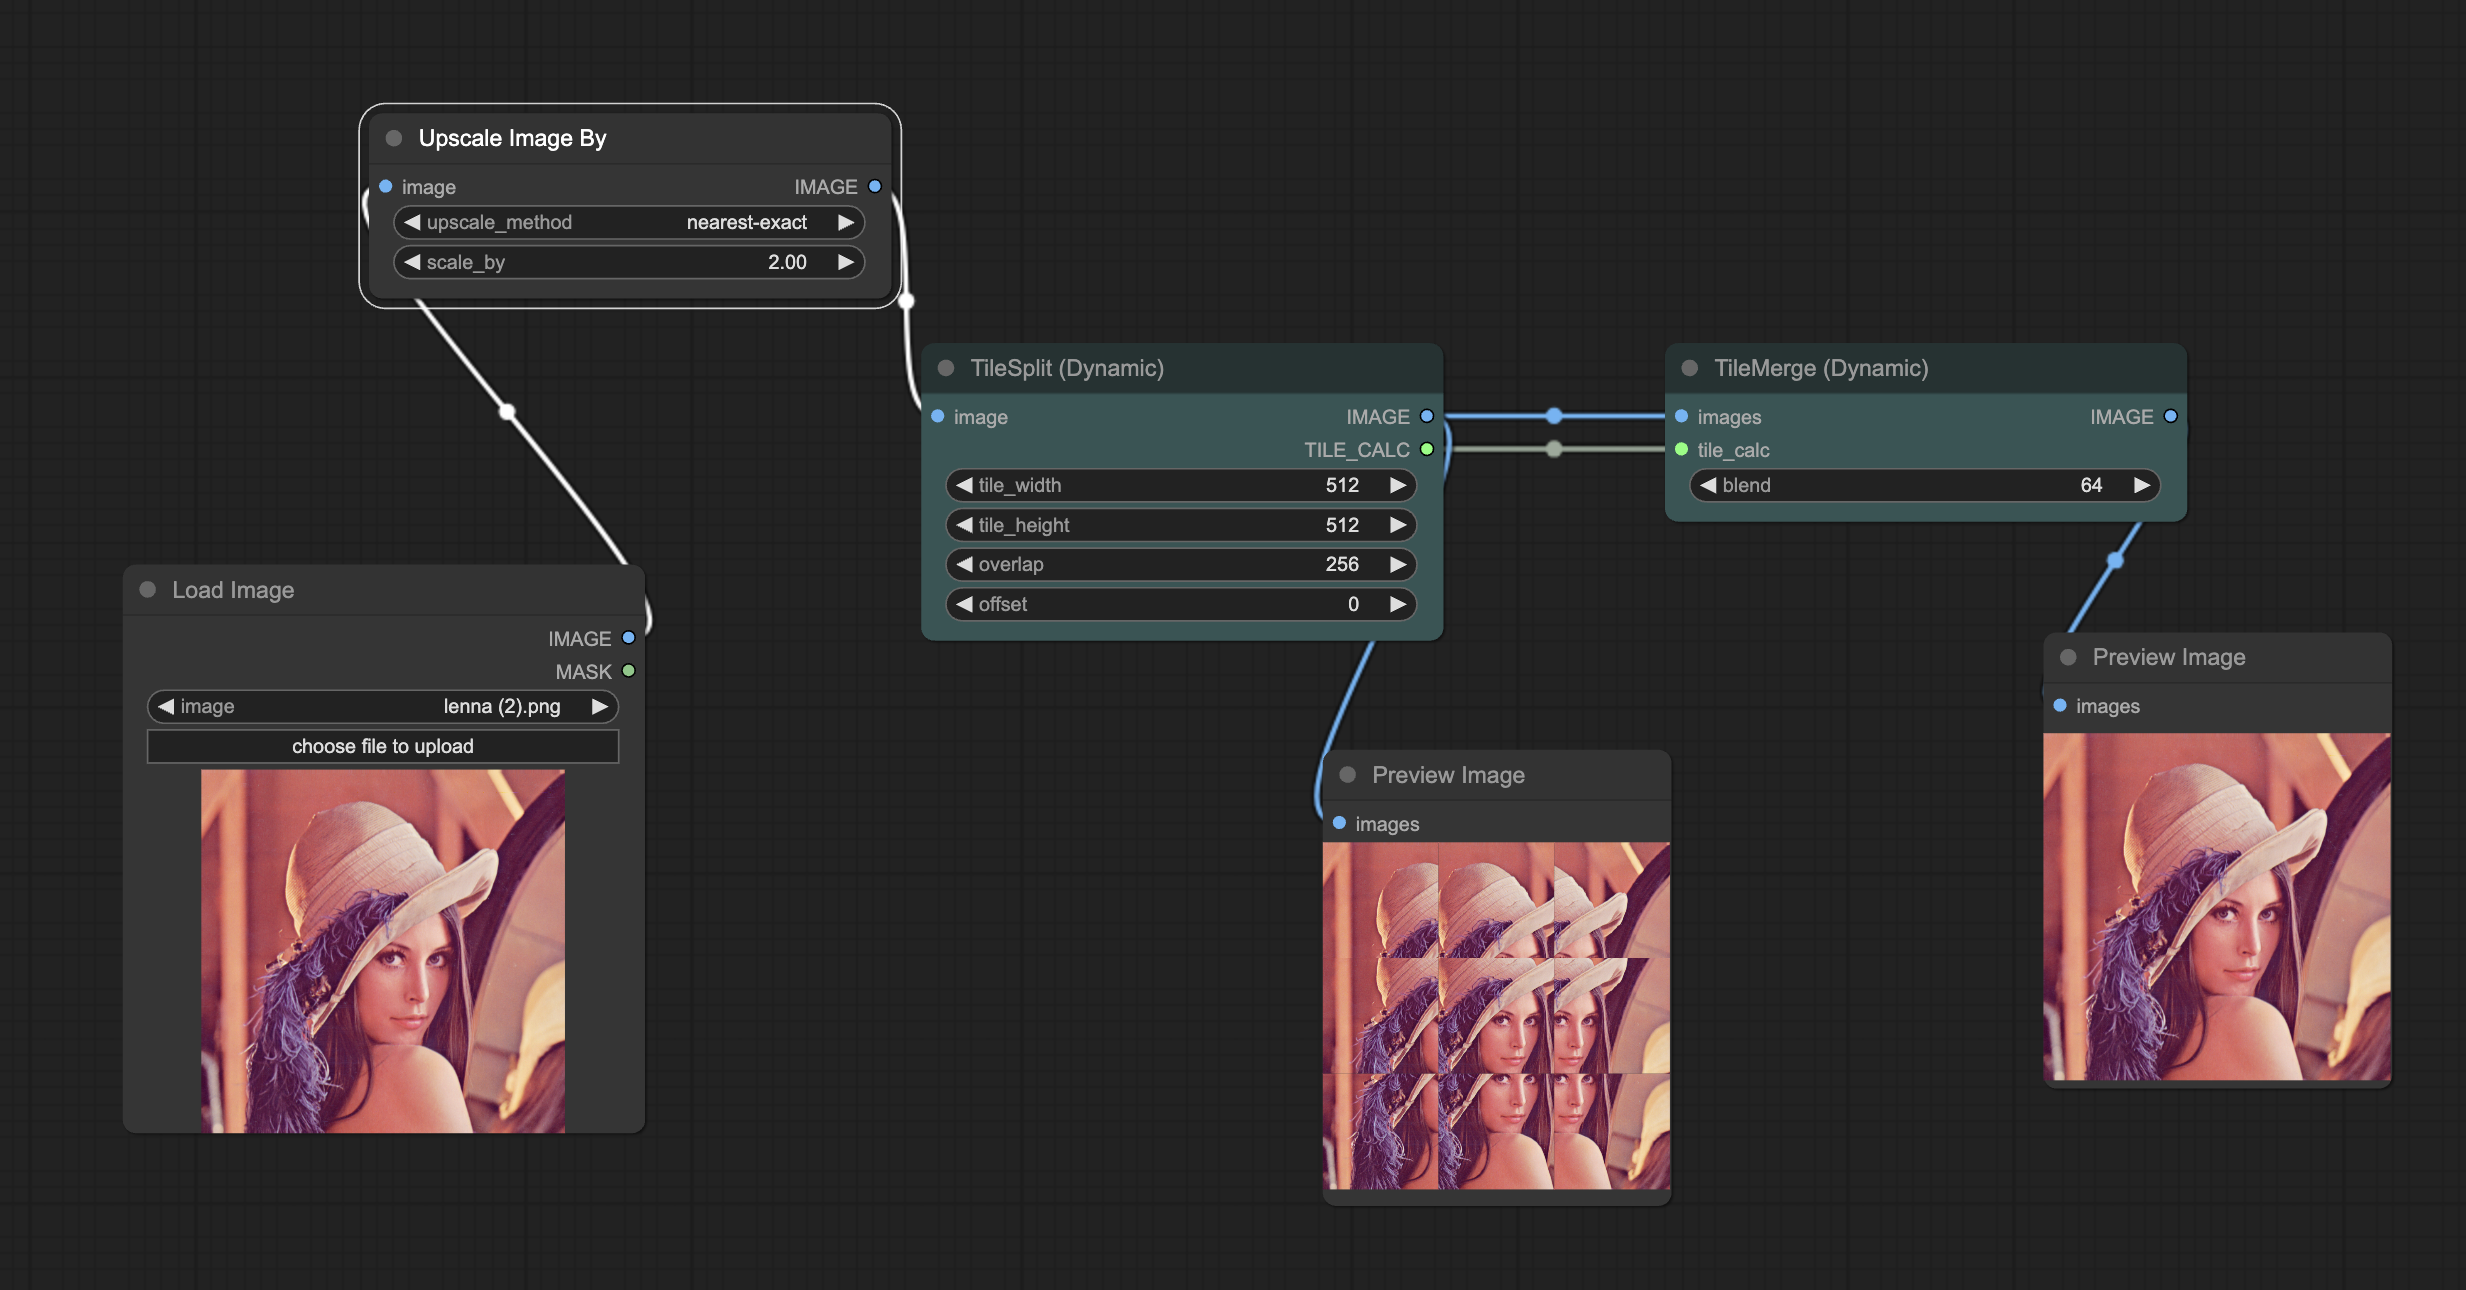 Upscale Image By
image IMAGE
upscale_method nearest-exact
scale_by 2.00
Load Image
IMAGE
MASK
image lenna (2).png
choose file to upload
TileSplit (Dynamic)
image IMAGE
TILE_CALC
tile_width 512
tile_height 512
overlap 256
offset 0
TileMerge (Dynamic)
images IMAGE
tile_calc
blend 64
Preview Image
images
Preview Image
images